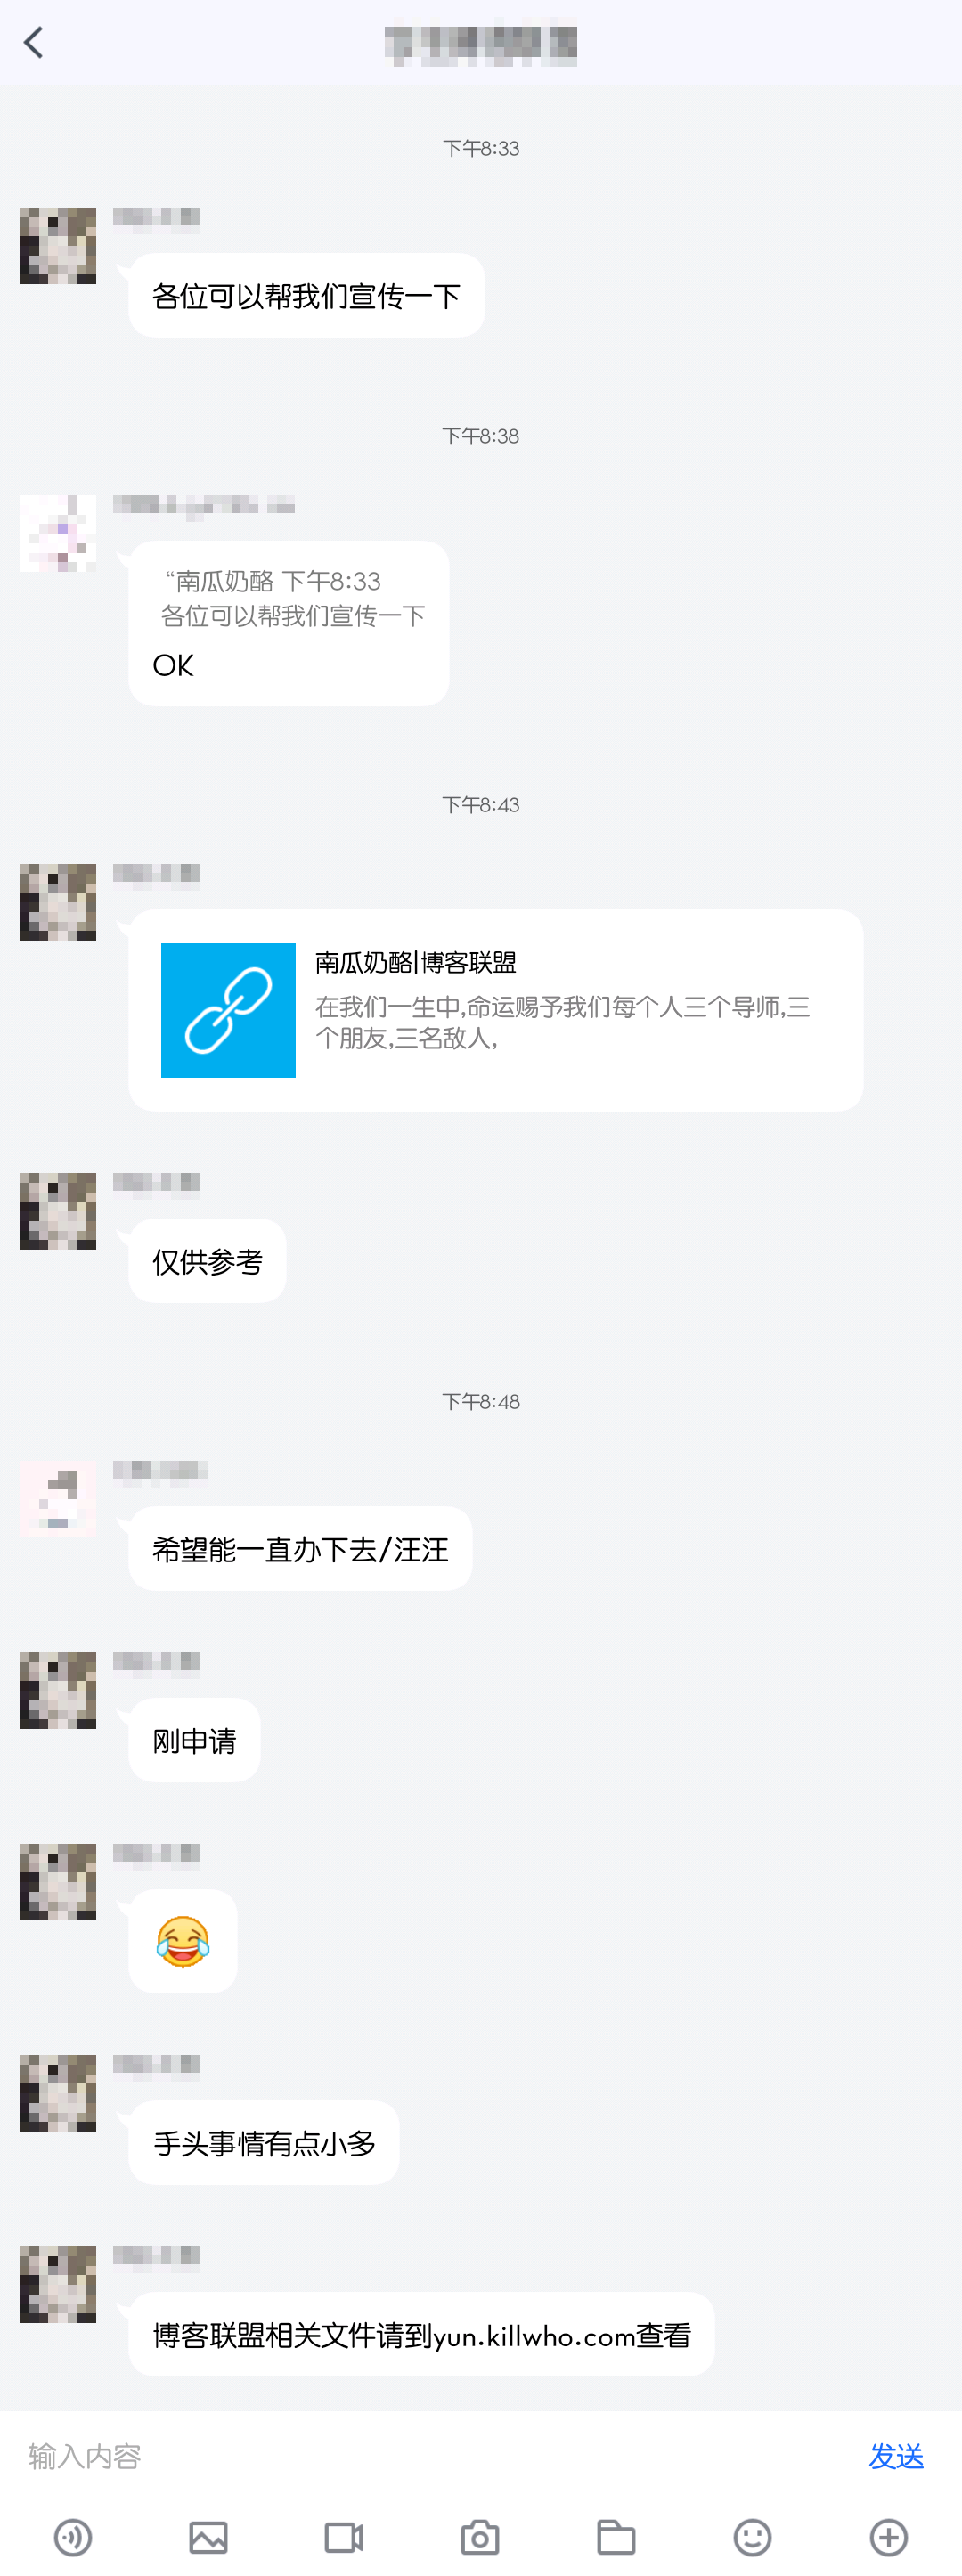 下午8:33
各位可以帮我们宣传一下
下午8:38
“南瓜奶酪 下午8:33
各位可以帮我们宣传一下
OK
下午8:43
南瓜奶酪|博客联盟
在我们一生中,命运赐予我们每个人三个导师,三
个朋友,三名敌人,
仅供参考
下午8:48
希望能一直办下去/汪汪
刚申请
手头事情有点小多
博客联盟相关文件请到yun.killwho.com查看
输入内容
发送